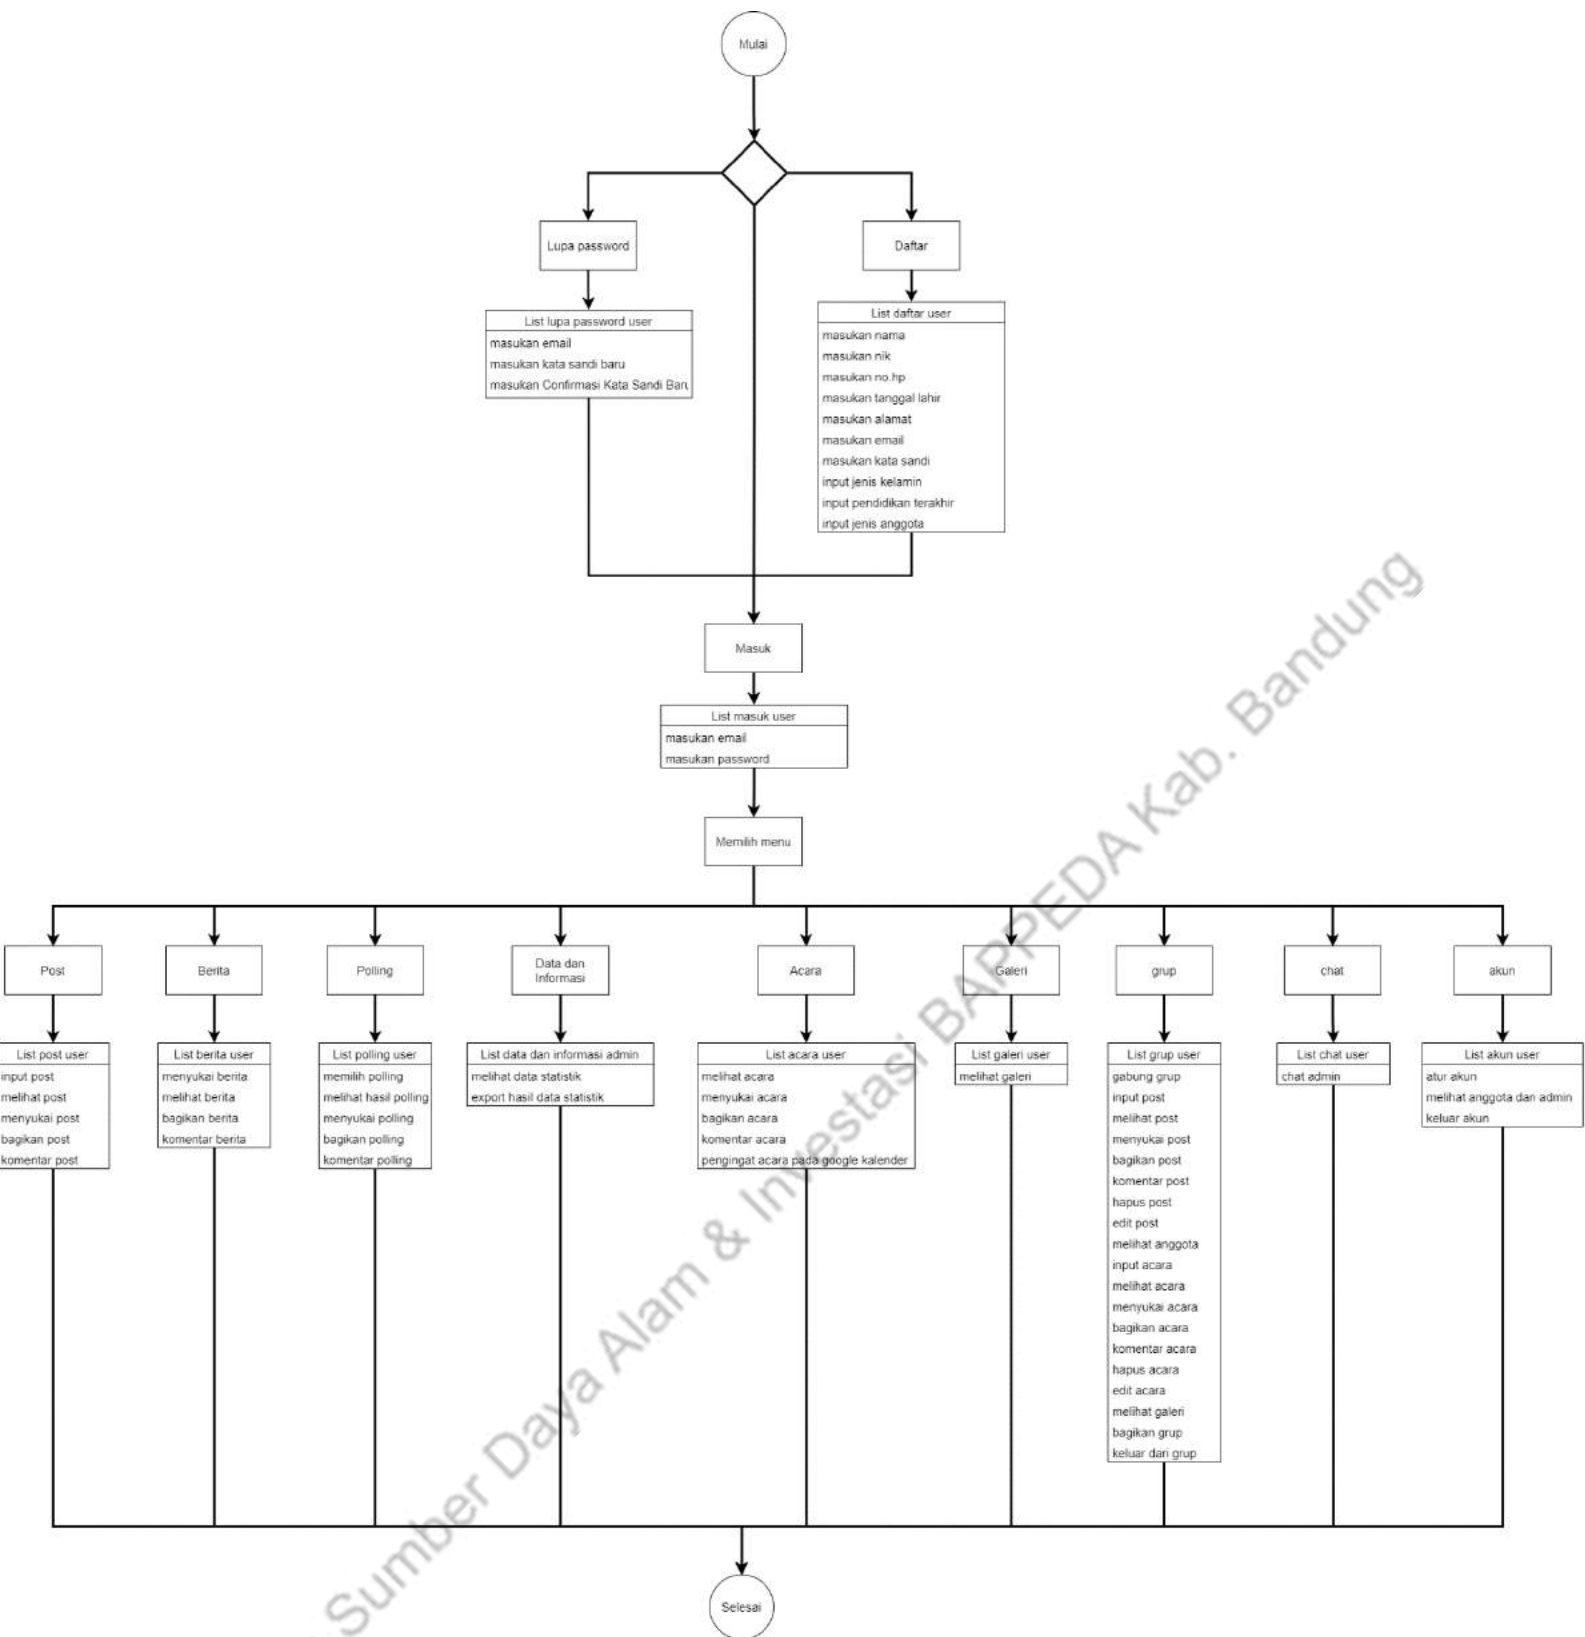 Mulai
Lupa password
Daftar
List lupa password user
masukan email
masukan kata sandi baru
masukan Confirmasi Kata Sandi Baru
List daftar user
masukan nama
masukan nik
masukan no.hp
masukan tanggal lahir
masukan alamat
masukan email
masukan kata sandi
input jenis kelamin
input pendidikan terakhir
input jenis anggota
Masuk
List masuk user
masukan email
masukan password
Memilih menu
Post
Berita
Polling
Data dan
Informasi
Acara
Galeri
grup
chat
akun
List post user
input post
melihat post
menyukai post
bagikan post
komentar post
List berita user
menyukai berita
melihat berita
bagikan berita
komentar berita
List polling user
memilih polling
melihat hasil polling
menyukai polling
bagikan polling
komentar polling
List data dan informasi admin
melihat data statistik
export hasil data statistik
List acara user
melihat acara
menyukai acara
bagikan acara
komentar acara
pengingat acara pada google kalender
List galeri user
melihat galeri
List grup user
gabung grup
input post
melihat post
menyukai post
bagikan post
komentar post
hapus post
edit post
melihat anggota
input acara
melihat acara
menyukai acara
bagikan acara
komentar acara
hapus acara
edit acara
melihat galeri
bagikan grup
keluar dari grup
List chat user
chat admin
List akun user
atur akun
melihat anggota dan admin
keluar akun
Selesai
Sumber Daya Alam & Investasi BAPPEDA Kab. Bandung